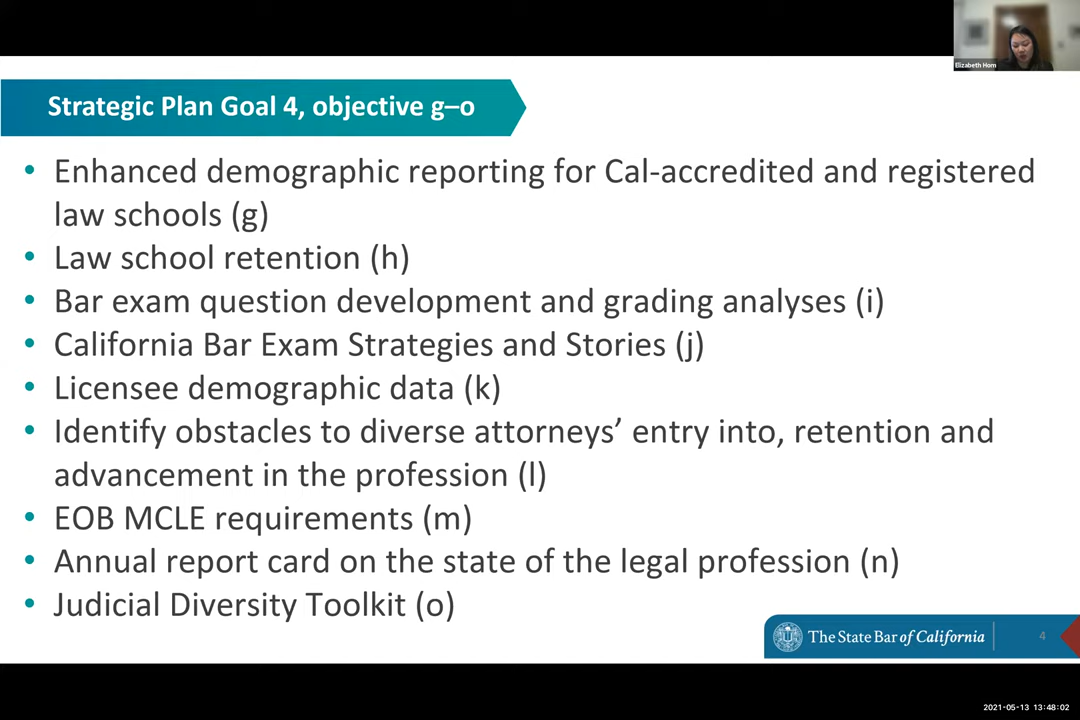 Elizabeth Hom
Strategic Plan Goal 4, objective g–o
• Enhanced demographic reporting for Cal-accredited and registered
law schools (g)
• Law school retention (h)
• Bar exam question development and grading analyses (i)
• California Bar Exam Strategies and Stories (j)
• Licensee demographic data (k)
• Identify obstacles to diverse attorneys’ entry into, retention and
advancement in the profession (l)
• EOB MCLE requirements (m)
• Annual report card on the state of the legal profession (n)
• Judicial Diversity Toolkit (o)
The State Bar of California
4
2021-05-13 13:48:02